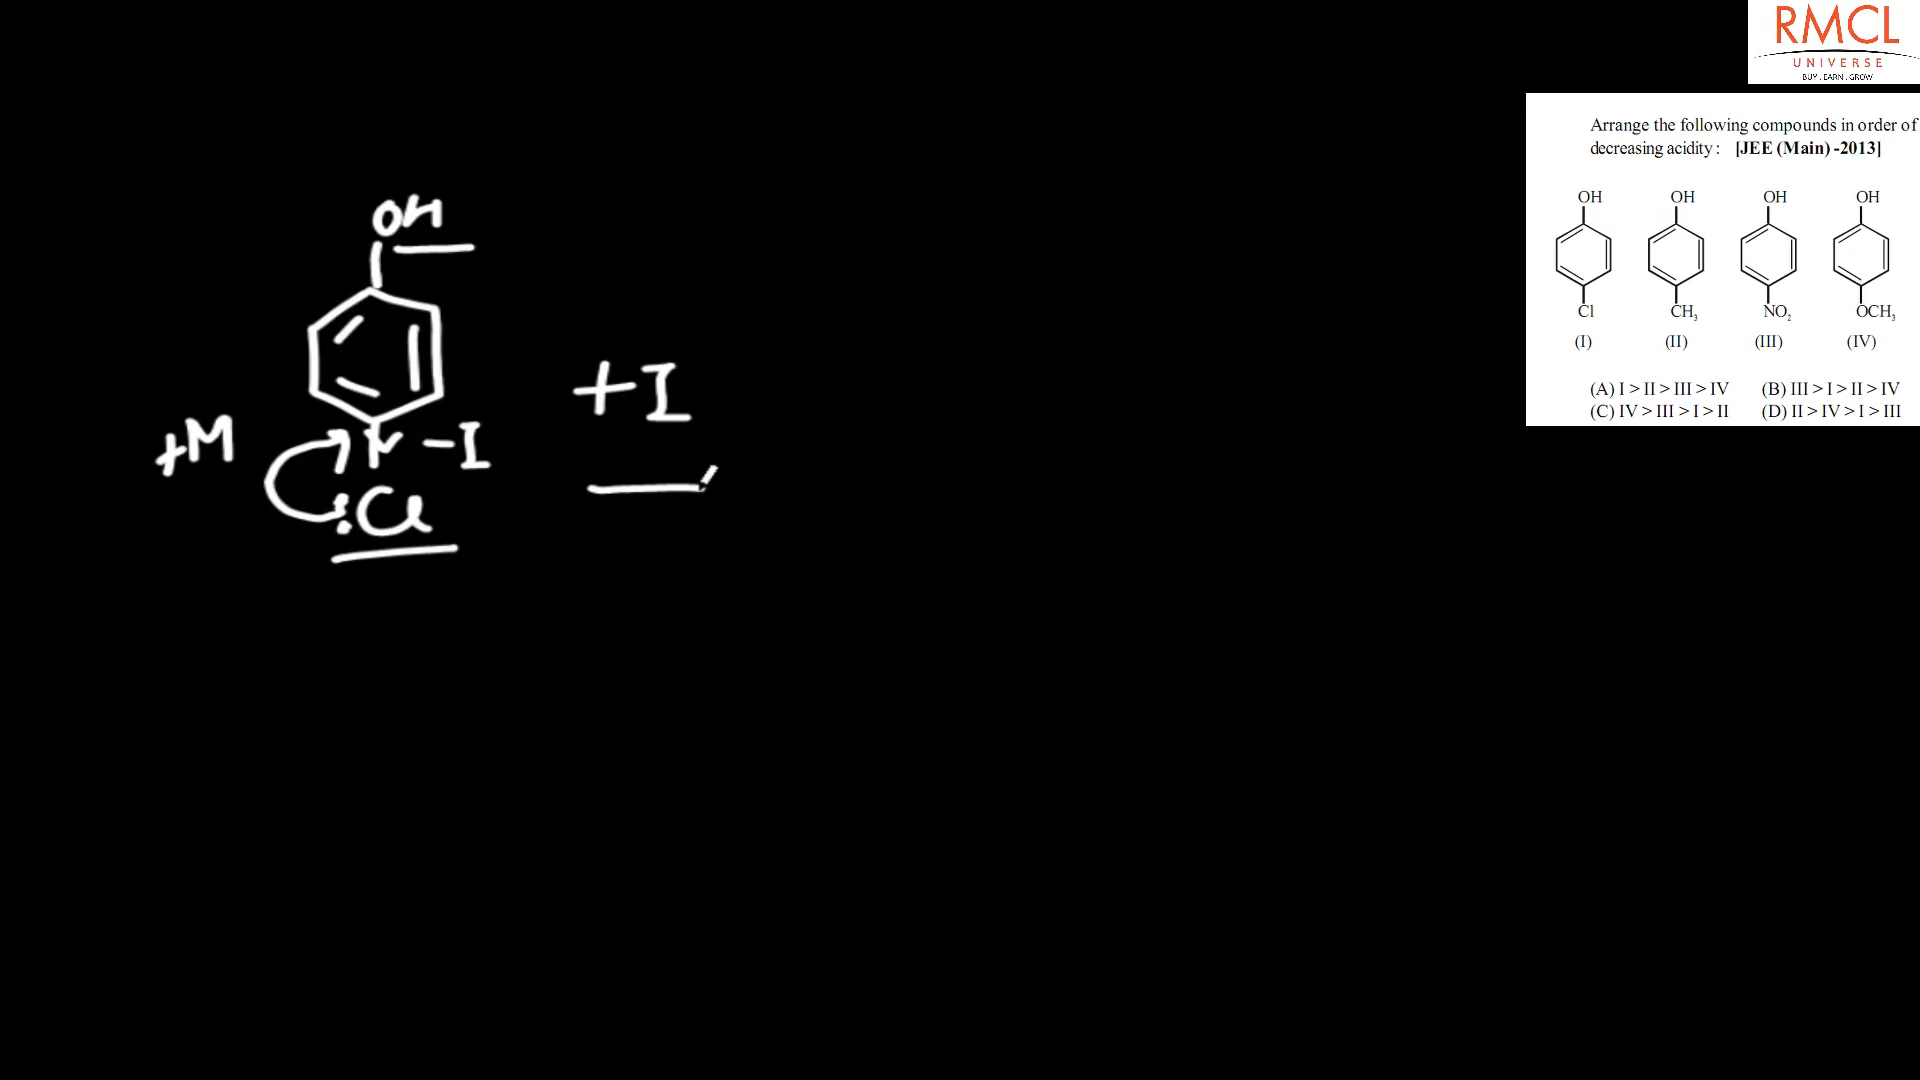 RMCL
UNIVERSE
BUY . EARN . GROW
Arrange the following compounds in order of
decreasing acidity : [JEE (Main) -2013]
OH OH OH OH
Cl CH₃ NO₂ OCH₃
(I) (II) (III) (IV)
(A) I > II > III > IV (B) III > I > II > IV
(C) IV > III > I > II (D) II > IV > I > III
OH
+I
+M -I
:Cl